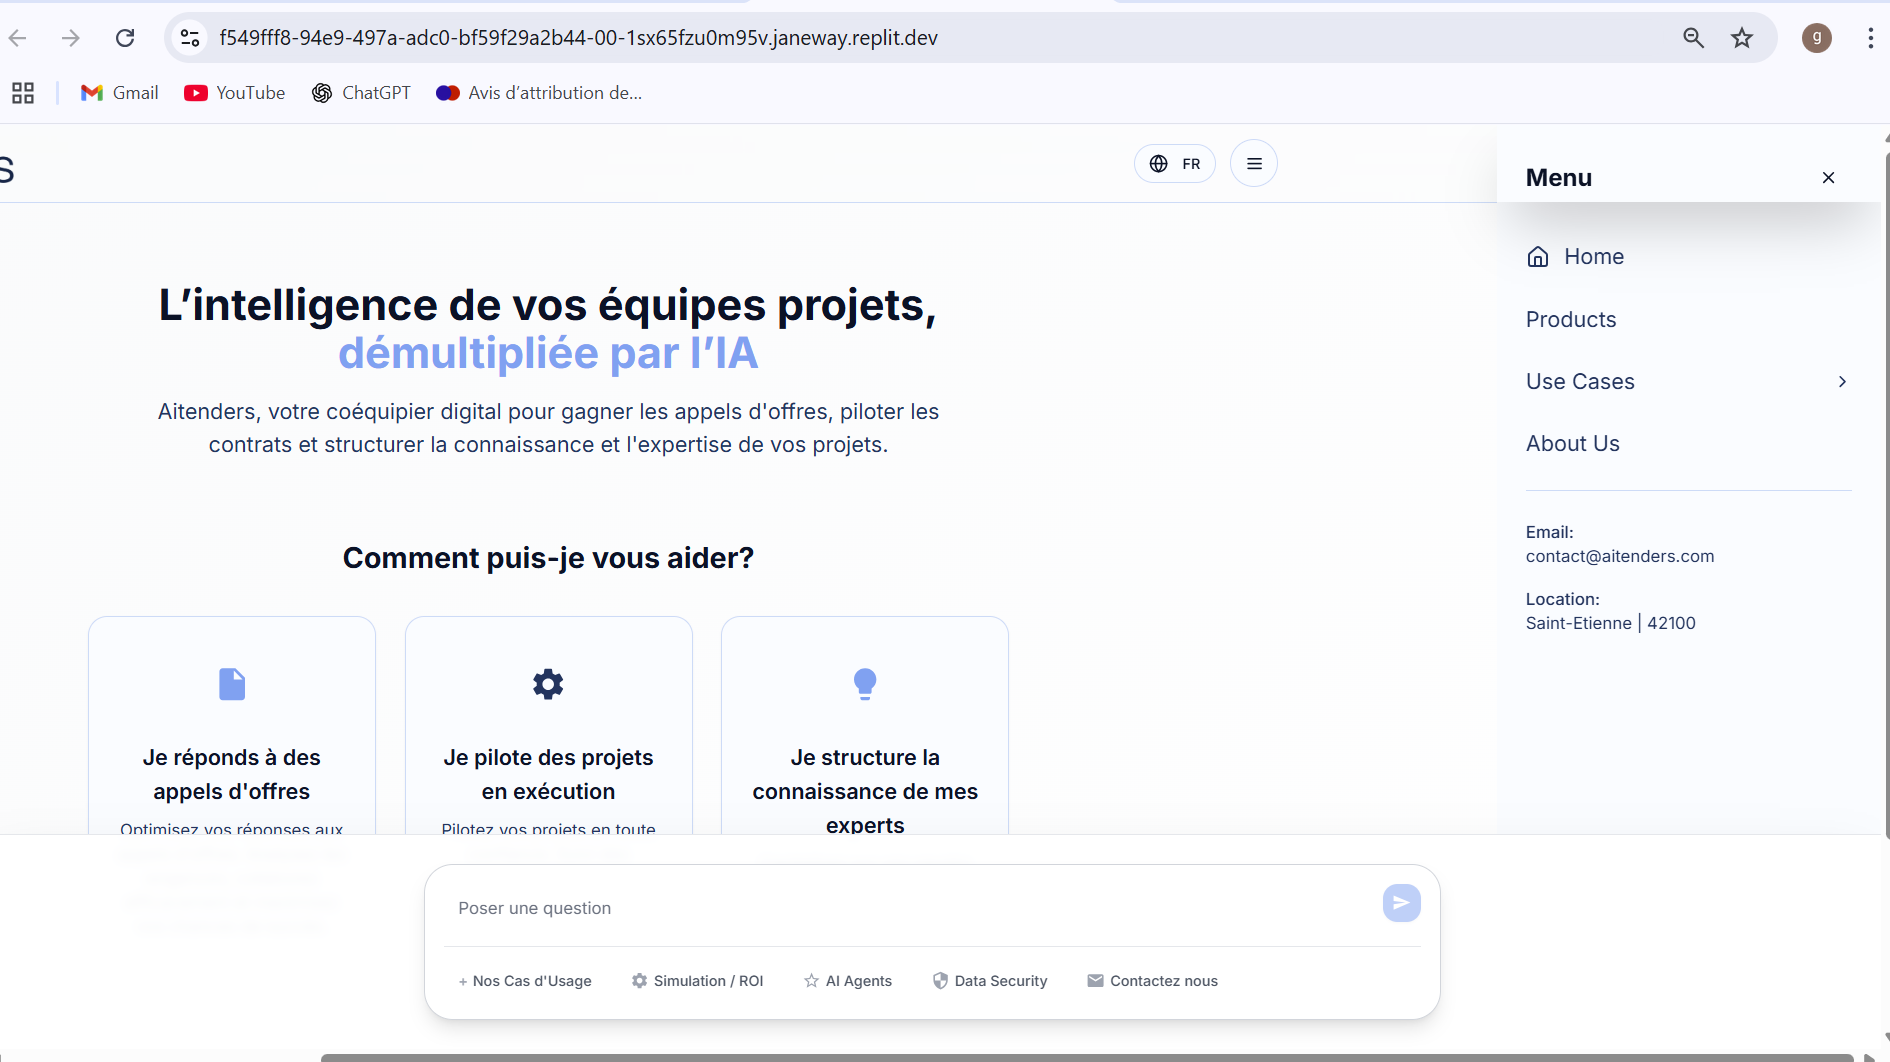 f549fff8-94e9-497a-adc0-bf59f29a2b44-00-1sx65fzu0m95v.janeway.replit.dev
g
Gmail
YouTube
ChatGPT
Avis d’attribution de...
S
FR
Menu
Home
Products
Use Cases
About Us
Email:
contact@aitenders.com
Location:
Saint-Etienne | 42100
L’intelligence de vos équipes projets,
démultipliée par l’IA
Aitenders, votre coéquipier digital pour gagner les appels d'offres, piloter les
contrats et structurer la connaissance et l'expertise de vos projets.
Comment puis-je vous aider?
Je réponds à des
appels d'offres
Optimisez vos réponses aux
Je pilote des projets
en exécution
Pilotez vos projets en toute
Je structure la
connaissance de mes
experts
Poser une question
+ Nos Cas d'Usage
Simulation / ROI
AI Agents
Data Security
Contactez nous